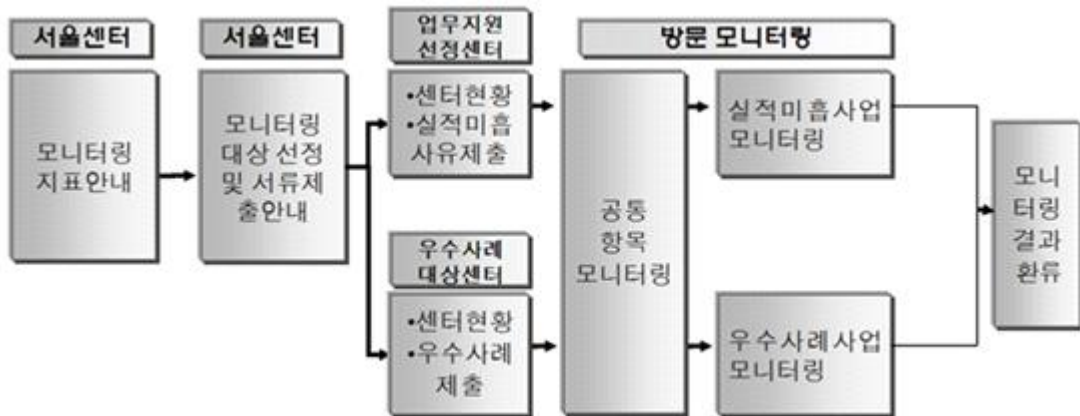 서울센터
모니터링
지표안내
서울센터
모니터링
대상 선정
및 서류제
출안내
업무지원
선정센터
•센터현황
•실적미흡
사유제출
우수사례
대상센터
•센터현황
•우수사례
제출
방문 모니터링
공통
항목
모니터링
실적미흡사업
모니터링
우수사례사업
모니터링
모니
터링
결과
환류